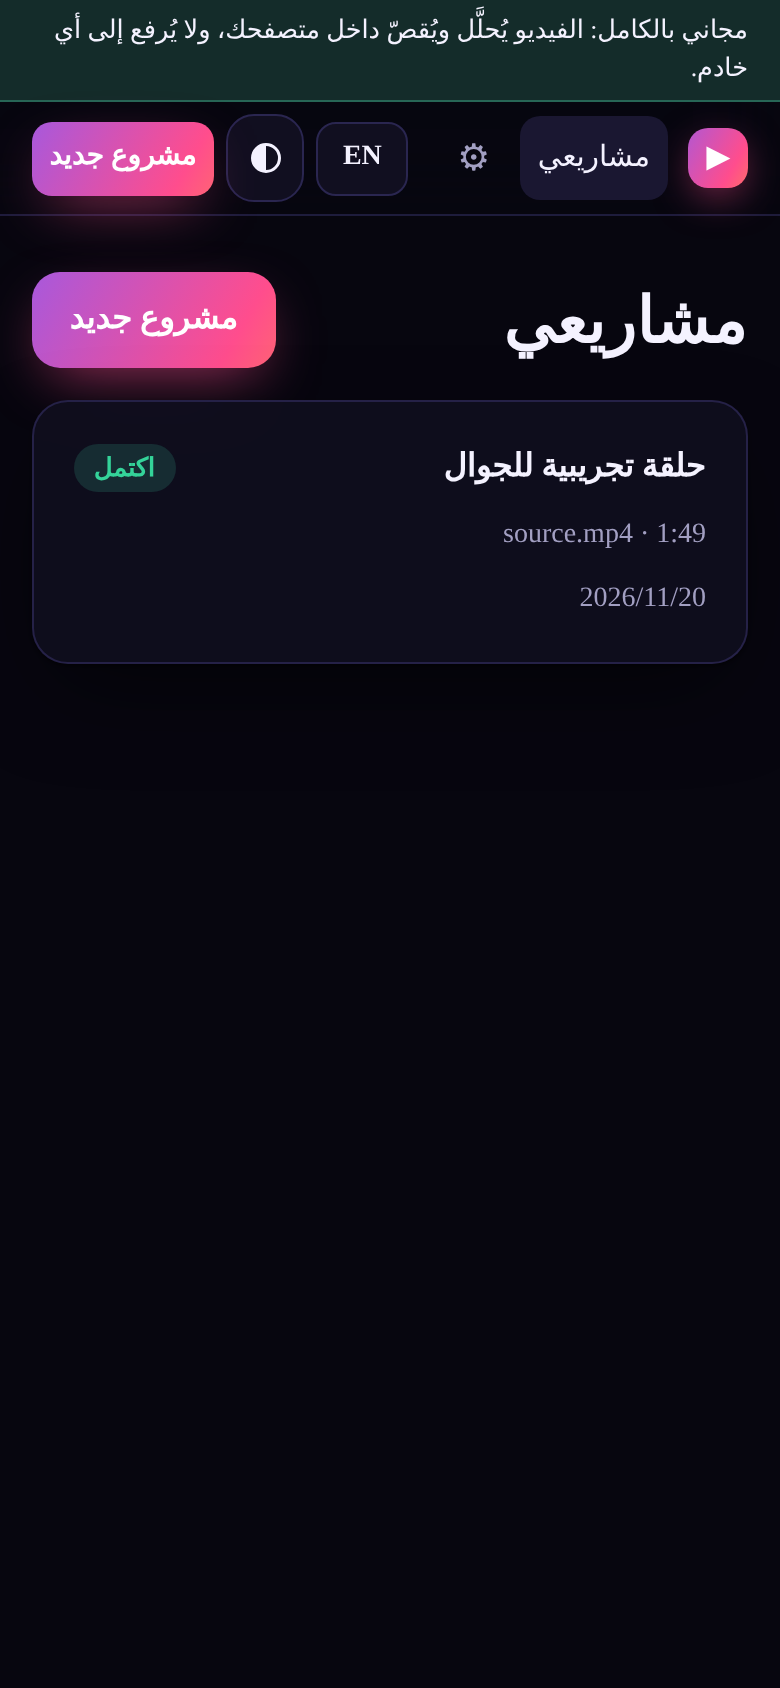 مجاني بالكامل: الفيديو يُحلَّل ويُقصّ داخل متصفحك، ولا يُرفع إلى أي
خادم.
مشاريعي
EN
مشروع جديد
مشاريعي
مشروع جديد
حلقة تجريبية للجوال
اكتمل
source.mp4 · 1:49
2026/11/20